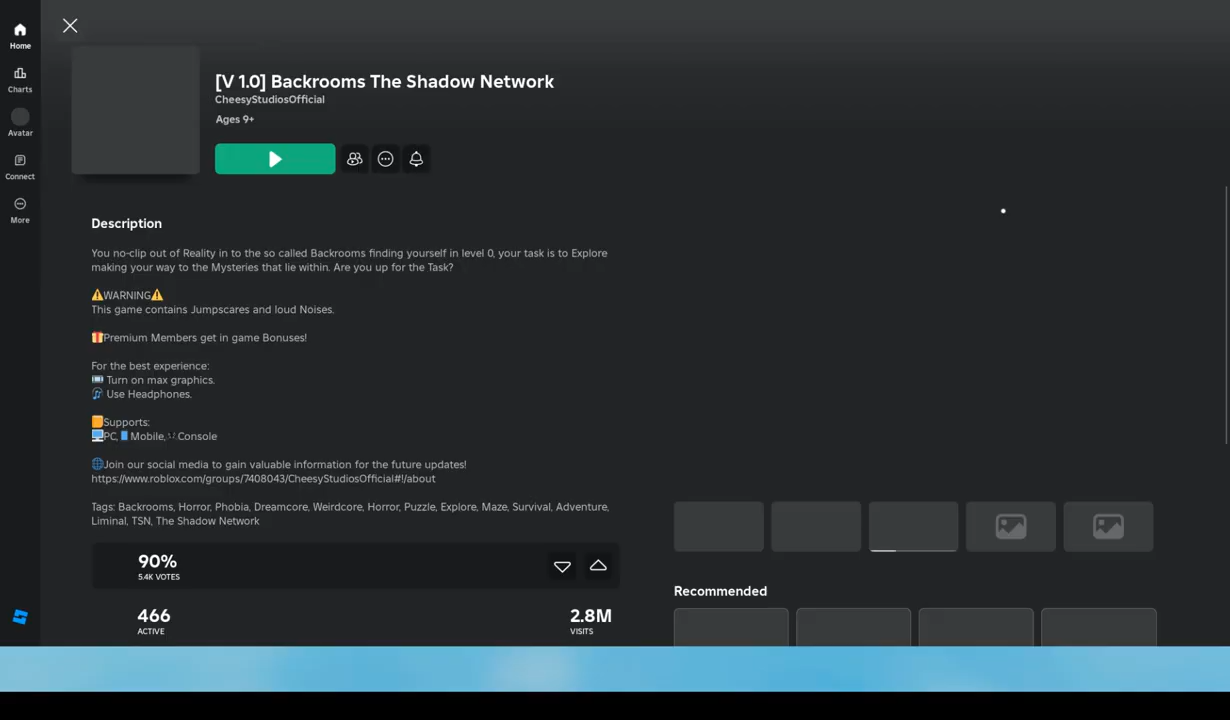 Home
Charts
Avatar
Connect
More
[V 1.0] Backrooms The Shadow Network
CheesyStudiosOfficial
Ages 9+
Description
You no-clip out of Reality in to the so called Backrooms finding yourself in level 0, your task is to Explore
making your way to the Mysteries that lie within. Are you up for the Task?
⚠️WARNING⚠️
This game contains Jumpscares and loud Noises.
🎁Premium Members get in game Bonuses!
For the best experience:
Turn on max graphics.
🎧 Use Headphones.
📙Supports:
🖥️PC,📱Mobile,🎮Console
🌐Join our social media to gain valuable information for the future updates!
https://www.roblox.com/groups/7408043/CheesyStudiosOfficial#!/about
Tags: Backrooms, Horror, Phobia, Dreamcore, Weirdcore, Horror, Puzzle, Explore, Maze, Survival, Adventure,
Liminal, TSN, The Shadow Network
90%
5.4K VOTES
466
ACTIVE
2.8M
VISITS
Recommended